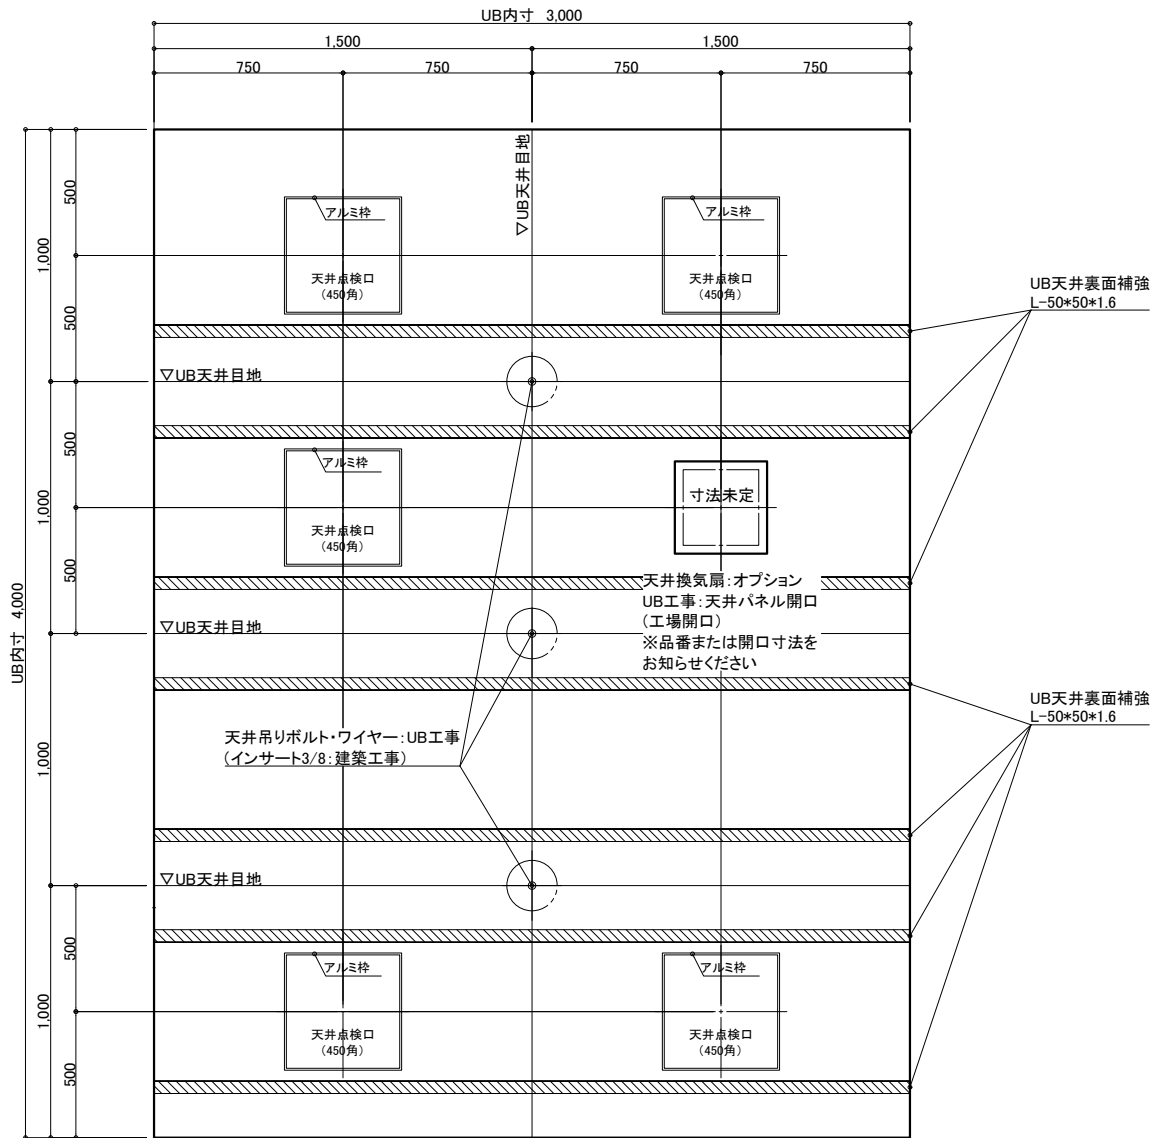 UB内寸 3,000
1,500
1,500
750
750
750
750
▽UB天井目地
500
1,000
500
アルミ枠
天井点検口
(450角)
アルミ枠
天井点検口
(450角)
UB天井裏面補強
L-50*50*1.6
▽UB天井目地
500
1,000
500
アルミ枠
天井点検口
(450角)
寸法未定
天井換気扇:オプション
UB工事:天井パネル開口
(工場開口)
※品番または開口寸法を
お知らせください
UB内寸 4,000
▽UB天井目地
UB天井裏面補強
L-50*50*1.6
天井吊りボルト・ワイヤー:UB工事
(インサート3/8:建築工事)
1,000
▽UB天井目地
500
1,000
500
アルミ枠
天井点検口
(450角)
アルミ枠
天井点検口
(450角)